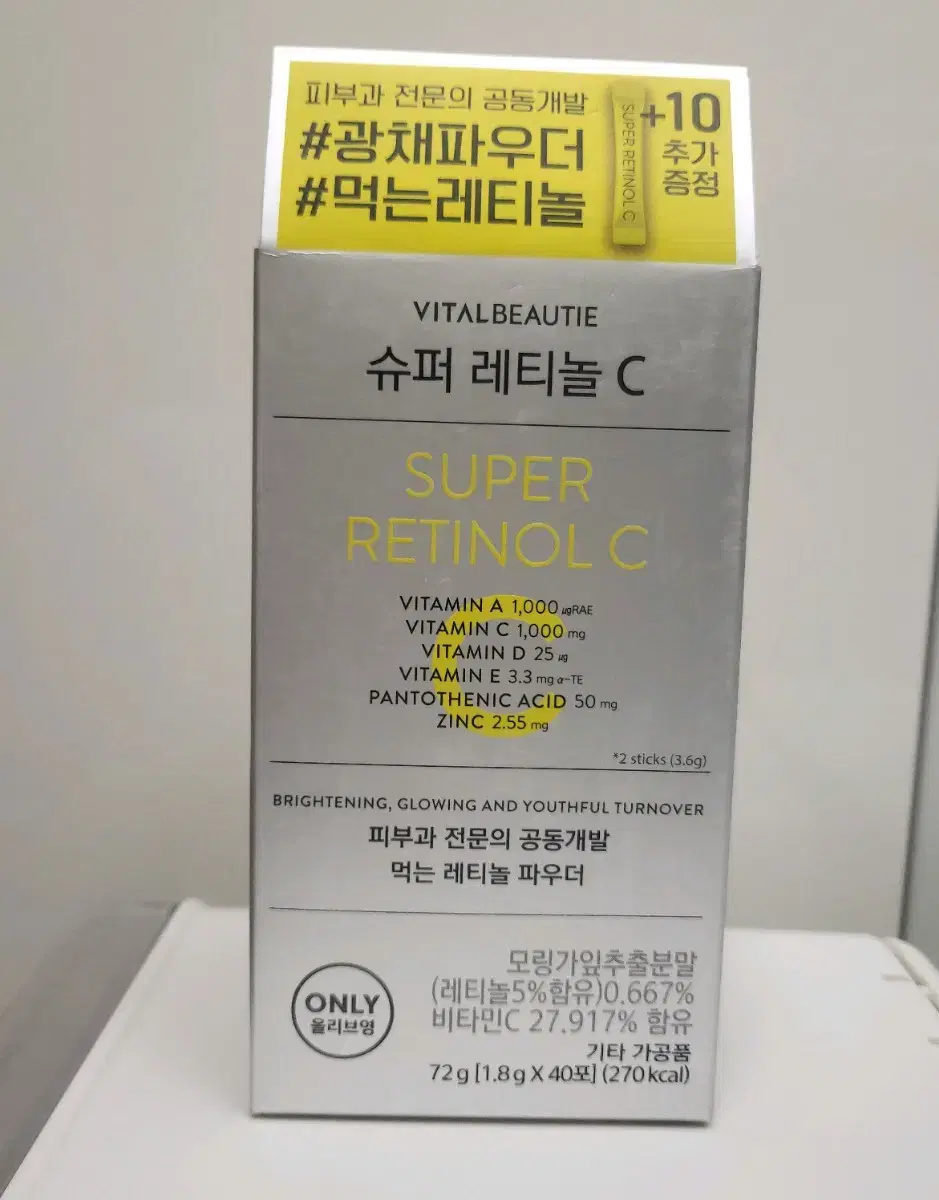 피부과 전문의 공동개발
#광채파우더
#먹는레티놀
SUPER RETINOL C
+10
추가
증정
VITALBEAUTIE
슈퍼 레티놀 C
SUPER
RETINOL C
C
VITAMIN A 1,000 μgRAE
VITAMIN C 1,000 mg
VITAMIN D 25 μg
VITAMIN E 3.3 mg α-TE
PANTOTHENIC ACID 50 mg
ZINC 2.55 mg
*2 sticks (3.6g)
BRIGHTENING, GLOWING AND YOUTHFUL TURNOVER
피부과 전문의 공동개발
먹는 레티놀 파우더
ONLY
올리브영
모링가잎추출분말
(레티놀5%함유)0.667%
비타민C 27.917% 함유
기타 가공품
72 g [1.8 g X 40포] (270 kcal)